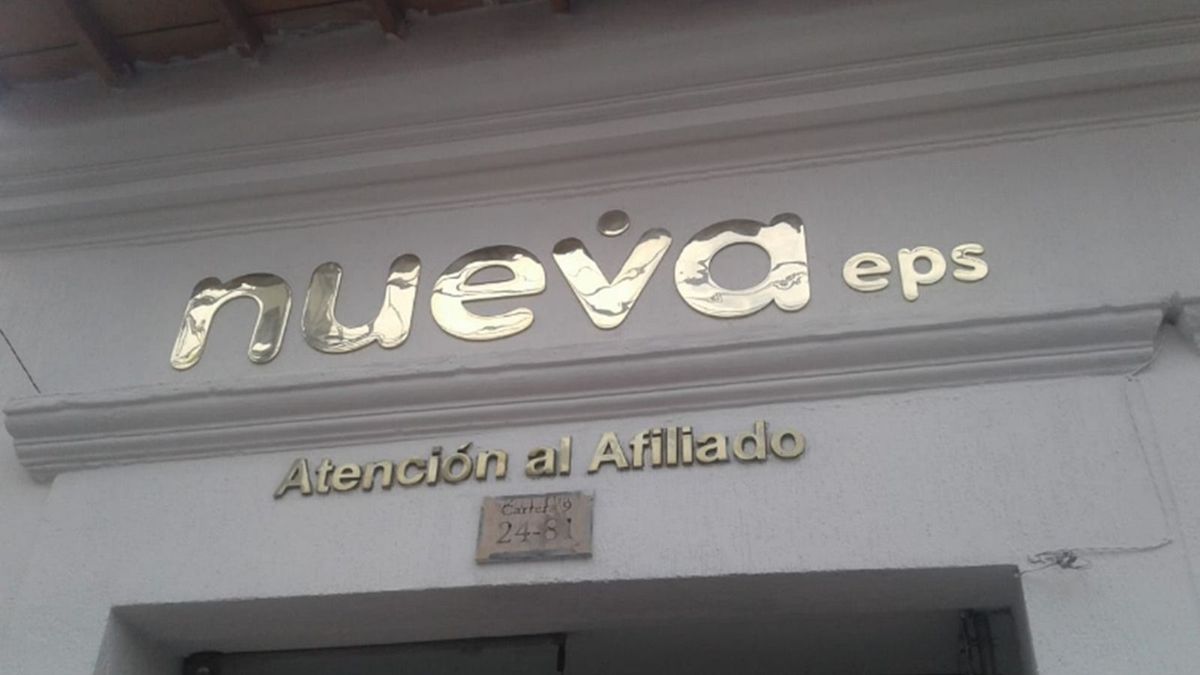 nueva eps
Atención al Afiliado
Carrera 9
24-81